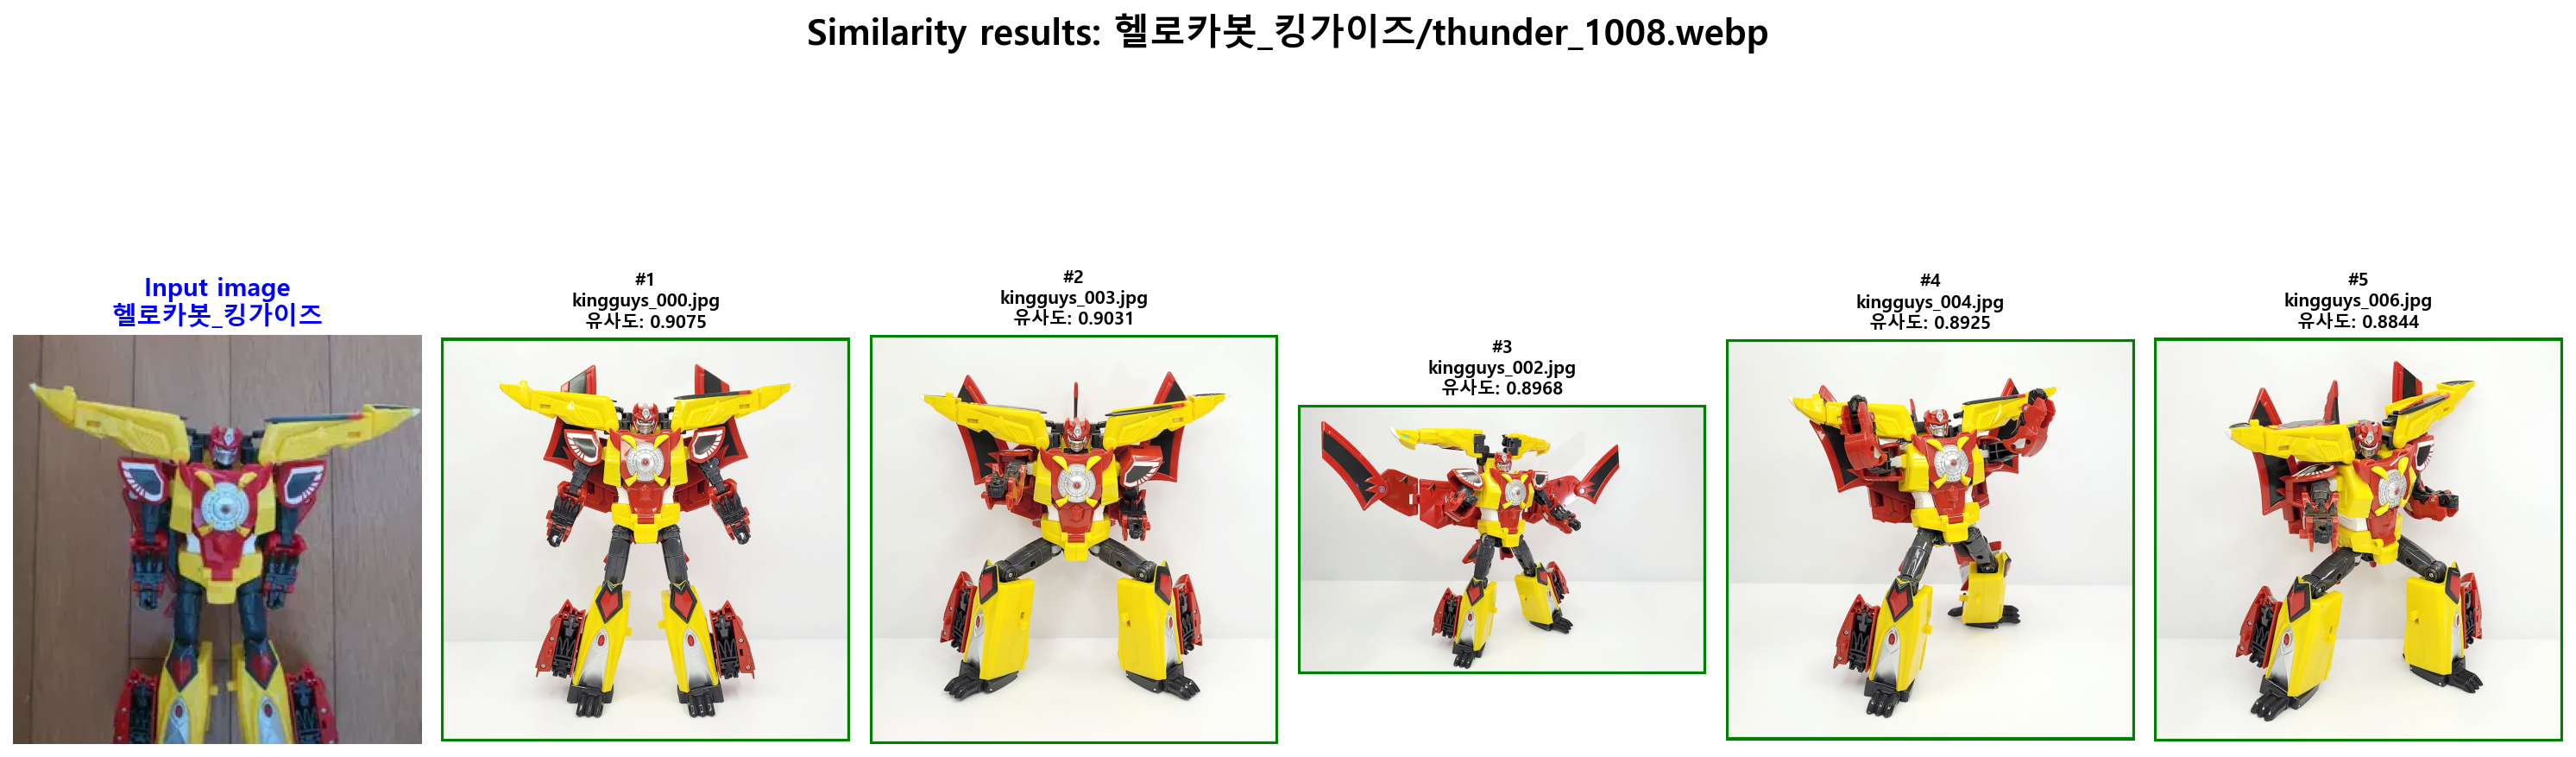 Similarity results: 헬로카봇_킹가이즈/thunder_1008.webp
Input image
헬로카봇_킹가이즈
#1
kingguys_000.jpg
유사도: 0.9075
#2
kingguys_003.jpg
유사도: 0.9031
#3
kingguys_002.jpg
유사도: 0.8968
#4
kingguys_004.jpg
유사도: 0.8925
#5
kingguys_006.jpg
유사도: 0.8844